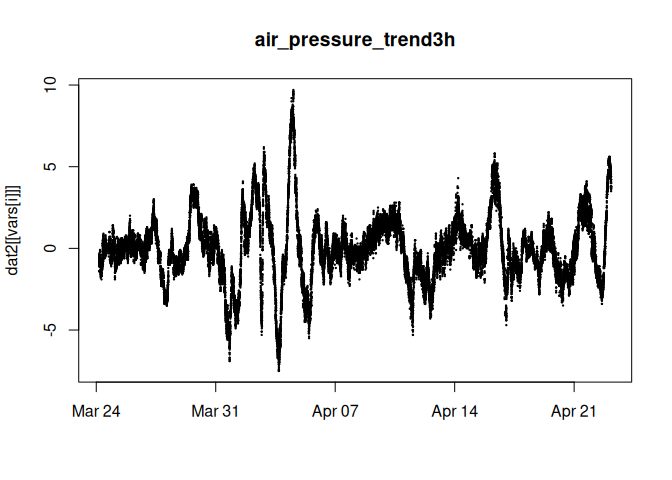 air_pressure_trend3h
dat2[[vars[i]]]
10
5
0
-5
Mar 24
Mar 31
Apr 07
Apr 14
Apr 21